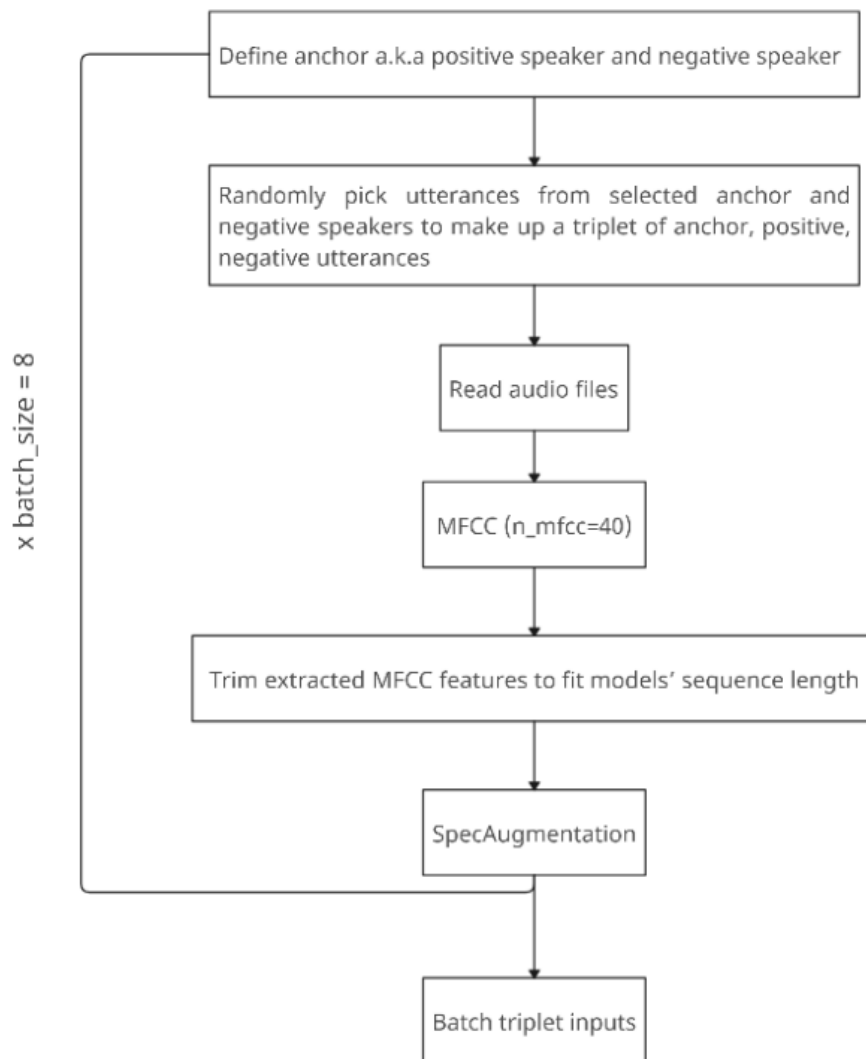 Define anchor a.k.a positive speaker and negative speaker
Randomly pick utterances from selected anchor and
negative speakers to make up a triplet of anchor, positive,
negative utterances
x batch_size = 8
Read audio files
MFCC (n_mfcc=40)
Trim extracted MFCC features to fit models’ sequence length
SpecAugmentation
Batch triplet inputs